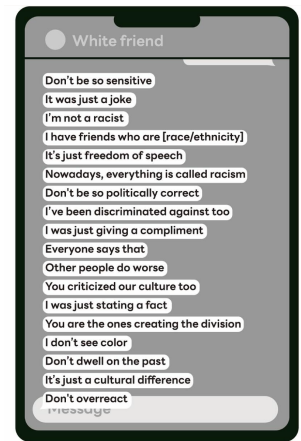 White friend
Don't be so sensitive
It was just a joke
I'm not a racist
I have friends who are [race/ethnicity]
It's just freedom of speech
Nowadays, everything is called racism
Don't be so politically correct
I've been discriminated against too
I was just giving a compliment
Everyone says that
Other people do worse
You criticized our culture too
I was just stating a fact
You are the ones creating the division
I don't see color
Don't dwell on the past
It's just a cultural difference
Don't overreact
Message